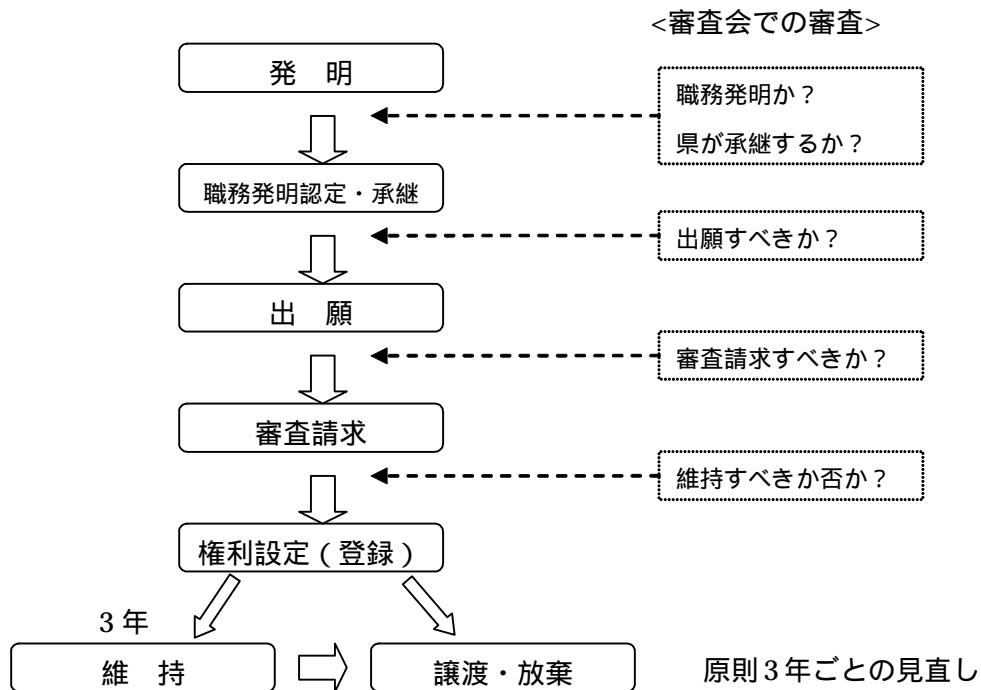 <審査会での審査>
発　明
職務発明か？
県が承継するか？
職務発明認定・承継
出願すべきか？
出　願
審査請求すべきか？
審査請求
維持すべきか否か？
権利設定（登録）
3年
維　持
譲渡・放棄
原則3年ごとの見直し